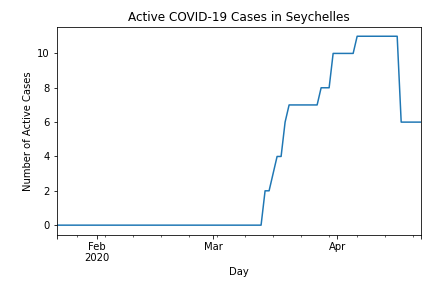 Active COVID-19 Cases in Seychelles
Number of Active Cases
10
8
6
4
2
0
Feb
2020
Mar
Apr
Day